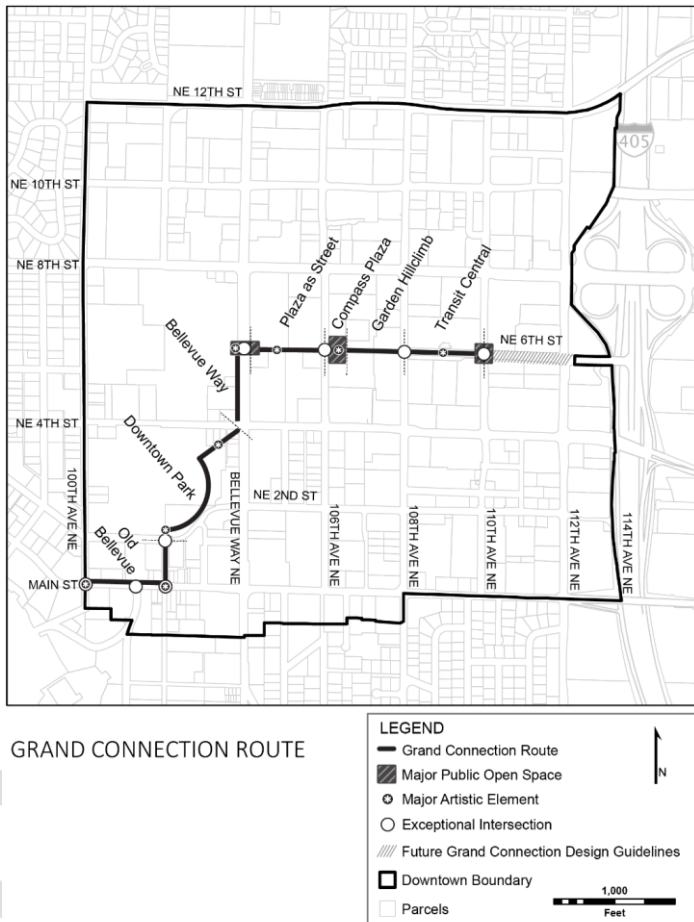 NE 12TH ST
405
NE 10TH ST
NE 8TH ST
Plaza as Street
Compass Plaza
Garden Hillclimb
Transit Central
NE 6TH ST
Bellevue Way
NE 4TH ST
Downtown Park
100TH AVE NE
BELLEVUE WAY NE
NE 2ND ST
106TH AVE NE
108TH AVE NE
110TH AVE NE
112TH AVE NE
114TH AVE NE
Old
Bellevue
MAIN ST
GRAND CONNECTION ROUTE
LEGEND
Grand Connection Route
Major Public Open Space
Major Artistic Element
Exceptional Intersection
Future Grand Connection Design Guidelines
Downtown Boundary
Parcels
N
1,000
Feet